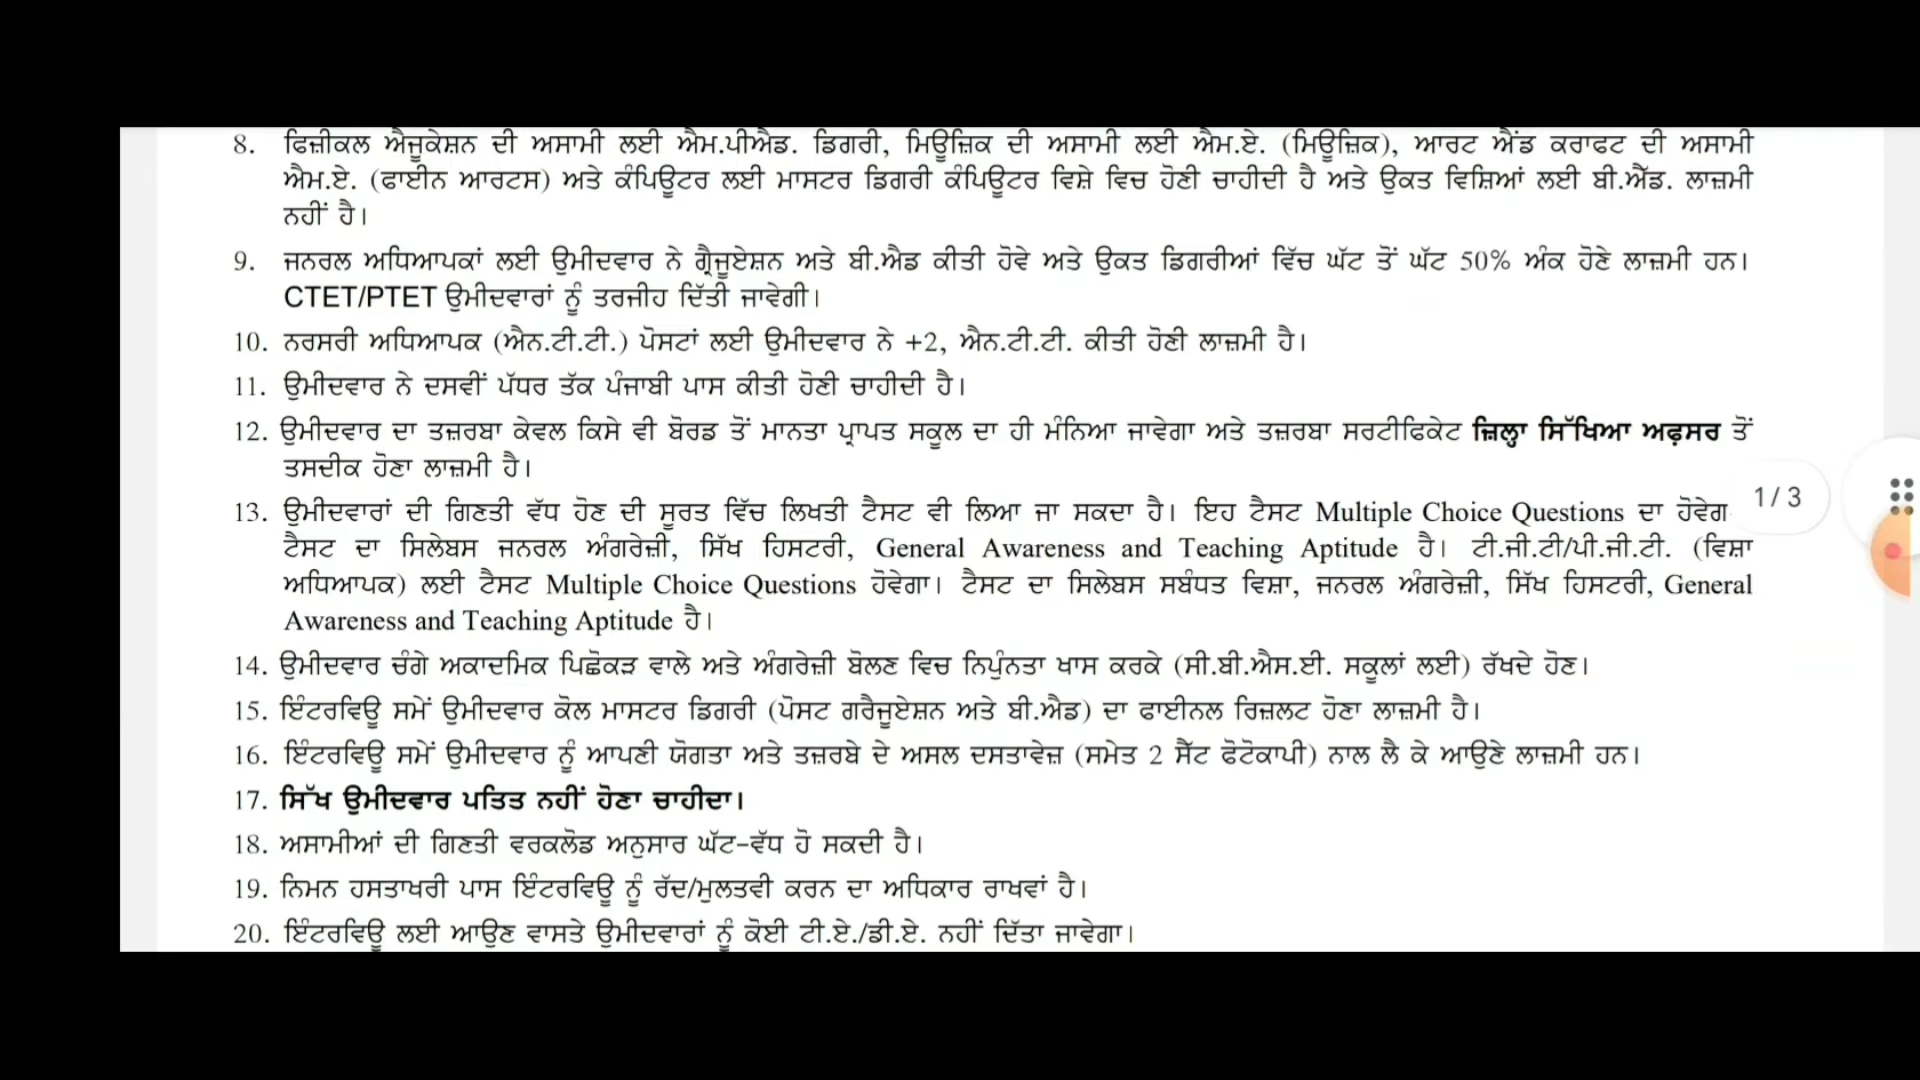 8. ਫਿਜ਼ੀਕਲ ਐਜੂਕੇਸ਼ਨ ਦੀ ਅਸਾਮੀ ਲਈ ਐਮ.ਪੀਐਡ. ਡਿਗਰੀ, ਮਿਊਜ਼ਿਕ ਦੀ ਅਸਾਮੀ ਲਈ ਐਮ.ਏ. (ਮਿਊਜ਼ਿਕ), ਆਰਟ ਐਂਡ ਕਰਾਫਟ ਦੀ ਅਸਾਮੀ
ਐਮ.ਏ. (ਫਾਈਨ ਆਰਟਸ) ਅਤੇ ਕੰਪਿਊਟਰ ਲਈ ਮਾਸਟਰ ਡਿਗਰੀ ਕੰਪਿਊਟਰ ਵਿਸ਼ੇ ਵਿਚ ਹੋਣੀ ਚਾਹੀਦੀ ਹੈ ਅਤੇ ਉਕਤ ਵਿਸ਼ਿਆਂ ਲਈ ਬੀ.ਐੱਡ. ਲਾਜ਼ਮੀ
ਨਹੀਂ ਹੈ।
9. ਜਨਰਲ ਅਧਿਆਪਕਾਂ ਲਈ ਉਮੀਦਵਾਰ ਨੇ ਗ੍ਰੈਜੂਏਸ਼ਨ ਅਤੇ ਬੀ.ਐਡ ਕੀਤੀ ਹੋਵੇ ਅਤੇ ਉਕਤ ਡਿਗਰੀਆਂ ਵਿੱਚ ਘੱਟ ਤੋਂ ਘੱਟ 50% ਅੰਕ ਹੋਣੇ ਲਾਜ਼ਮੀ ਹਨ।
CTET/PTET ਉਮੀਦਵਾਰਾਂ ਨੂੰ ਤਰਜੀਹ ਦਿੱਤੀ ਜਾਵੇਗੀ।
10. ਨਰਸਰੀ ਅਧਿਆਪਕ (ਐਨ.ਟੀ.ਟੀ.) ਪੋਸਟਾਂ ਲਈ ਉਮੀਦਵਾਰ ਨੇ +2, ਐਨ.ਟੀ.ਟੀ. ਕੀਤੀ ਹੋਣੀ ਲਾਜ਼ਮੀ ਹੈ।
11. ਉਮੀਦਵਾਰ ਨੇ ਦਸਵੀਂ ਪੱਧਰ ਤੱਕ ਪੰਜਾਬੀ ਪਾਸ ਕੀਤੀ ਹੋਣੀ ਚਾਹੀਦੀ ਹੈ।
12. ਉਮੀਦਵਾਰ ਦਾ ਤਜ਼ਰਬਾ ਕੇਵਲ ਕਿਸੇ ਵੀ ਬੋਰਡ ਤੋਂ ਮਾਨਤਾ ਪ੍ਰਾਪਤ ਸਕੂਲ ਦਾ ਹੀ ਮੰਨਿਆ ਜਾਵੇਗਾ ਅਤੇ ਤਜ਼ਰਬਾ ਸਰਟੀਫਿਕੇਟ ਜ਼ਿਲ੍ਹਾ ਸਿੱਖਿਆ ਅਫ਼ਸਰ ਤੋਂ
ਤਸਦੀਕ ਹੋਣਾ ਲਾਜ਼ਮੀ ਹੈ।
13. ਉਮੀਦਵਾਰਾਂ ਦੀ ਗਿਣਤੀ ਵੱਧ ਹੋਣ ਦੀ ਸੂਰਤ ਵਿੱਚ ਲਿਖਤੀ ਟੈਸਟ ਵੀ ਲਿਆ ਜਾ ਸਕਦਾ ਹੈ। ਇਹ ਟੈਸਟ Multiple Choice Questions ਦਾ ਹੋਵੇਗ
1 / 3
ਟੈਸਟ ਦਾ ਸਿਲੇਬਸ ਜਨਰਲ ਅੰਗਰੇਜ਼ੀ, ਸਿੱਖ ਹਿਸਟਰੀ, General Awareness and Teaching Aptitude ਹੈ। ਟੀ.ਜੀ.ਟੀ/ਪੀ.ਜੀ.ਟੀ. (ਵਿਸ਼ਾ
ਅਧਿਆਪਕ) ਲਈ ਟੈਸਟ Multiple Choice Questions ਹੋਵੇਗਾ। ਟੈਸਟ ਦਾ ਸਿਲੇਬਸ ਸਬੰਧਤ ਵਿਸ਼ਾ, ਜਨਰਲ ਅੰਗਰੇਜ਼ੀ, ਸਿੱਖ ਹਿਸਟਰੀ, General
Awareness and Teaching Aptitude ਹੈ।
14. ਉਮੀਦਵਾਰ ਚੰਗੇ ਅਕਾਦਮਿਕ ਪਿਛੋਕੜ ਵਾਲੇ ਅਤੇ ਅੰਗਰੇਜ਼ੀ ਬੋਲਣ ਵਿਚ ਨਿਪੁੰਨਤਾ ਖਾਸ ਕਰਕੇ (ਸੀ.ਬੀ.ਐਸ.ਈ. ਸਕੂਲਾਂ ਲਈ) ਰੱਖਦੇ ਹੋਣ।
15. ਇੰਟਰਵਿਊ ਸਮੇਂ ਉਮੀਦਵਾਰ ਕੋਲ ਮਾਸਟਰ ਡਿਗਰੀ (ਪੋਸਟ ਗਰੈਜੂਏਸ਼ਨ ਅਤੇ ਬੀ.ਐਡ) ਦਾ ਫਾਈਨਲ ਰਿਜ਼ਲਟ ਹੋਣਾ ਲਾਜ਼ਮੀ ਹੈ।
16. ਇੰਟਰਵਿਊ ਸਮੇਂ ਉਮੀਦਵਾਰ ਨੂੰ ਆਪਣੀ ਯੋਗਤਾ ਅਤੇ ਤਜ਼ਰਬੇ ਦੇ ਅਸਲ ਦਸਤਾਵੇਜ਼ (ਸਮੇਤ 2 ਸੈੱਟ ਫੋਟੋਕਾਪੀ) ਨਾਲ ਲੈ ਕੇ ਆਉਣੇ ਲਾਜ਼ਮੀ ਹਨ।
17. ਸਿੱਖ ਉਮੀਦਵਾਰ ਪਤਿਤ ਨਹੀਂ ਹੋਣਾ ਚਾਹੀਦਾ।
18. ਅਸਾਮੀਆਂ ਦੀ ਗਿਣਤੀ ਵਰਕਲੋਡ ਅਨੁਸਾਰ ਘੱਟ-ਵੱਧ ਹੋ ਸਕਦੀ ਹੈ।
19. ਨਿਮਨ ਹਸਤਾਖਰੀ ਪਾਸ ਇੰਟਰਵਿਊ ਨੂੰ ਰੱਦ/ਮੁਲਤਵੀ ਕਰਨ ਦਾ ਅਧਿਕਾਰ ਰਾਖਵਾਂ ਹੈ।
20. ਇੰਟਰਵਿਊ ਲਈ ਆਉਣ ਵਾਸਤੇ ਉਮੀਦਵਾਰਾਂ ਨੂੰ ਕੋਈ ਟੀ.ਏ./ਡੀ.ਏ. ਨਹੀਂ ਦਿੱਤਾ ਜਾਵੇਗਾ।